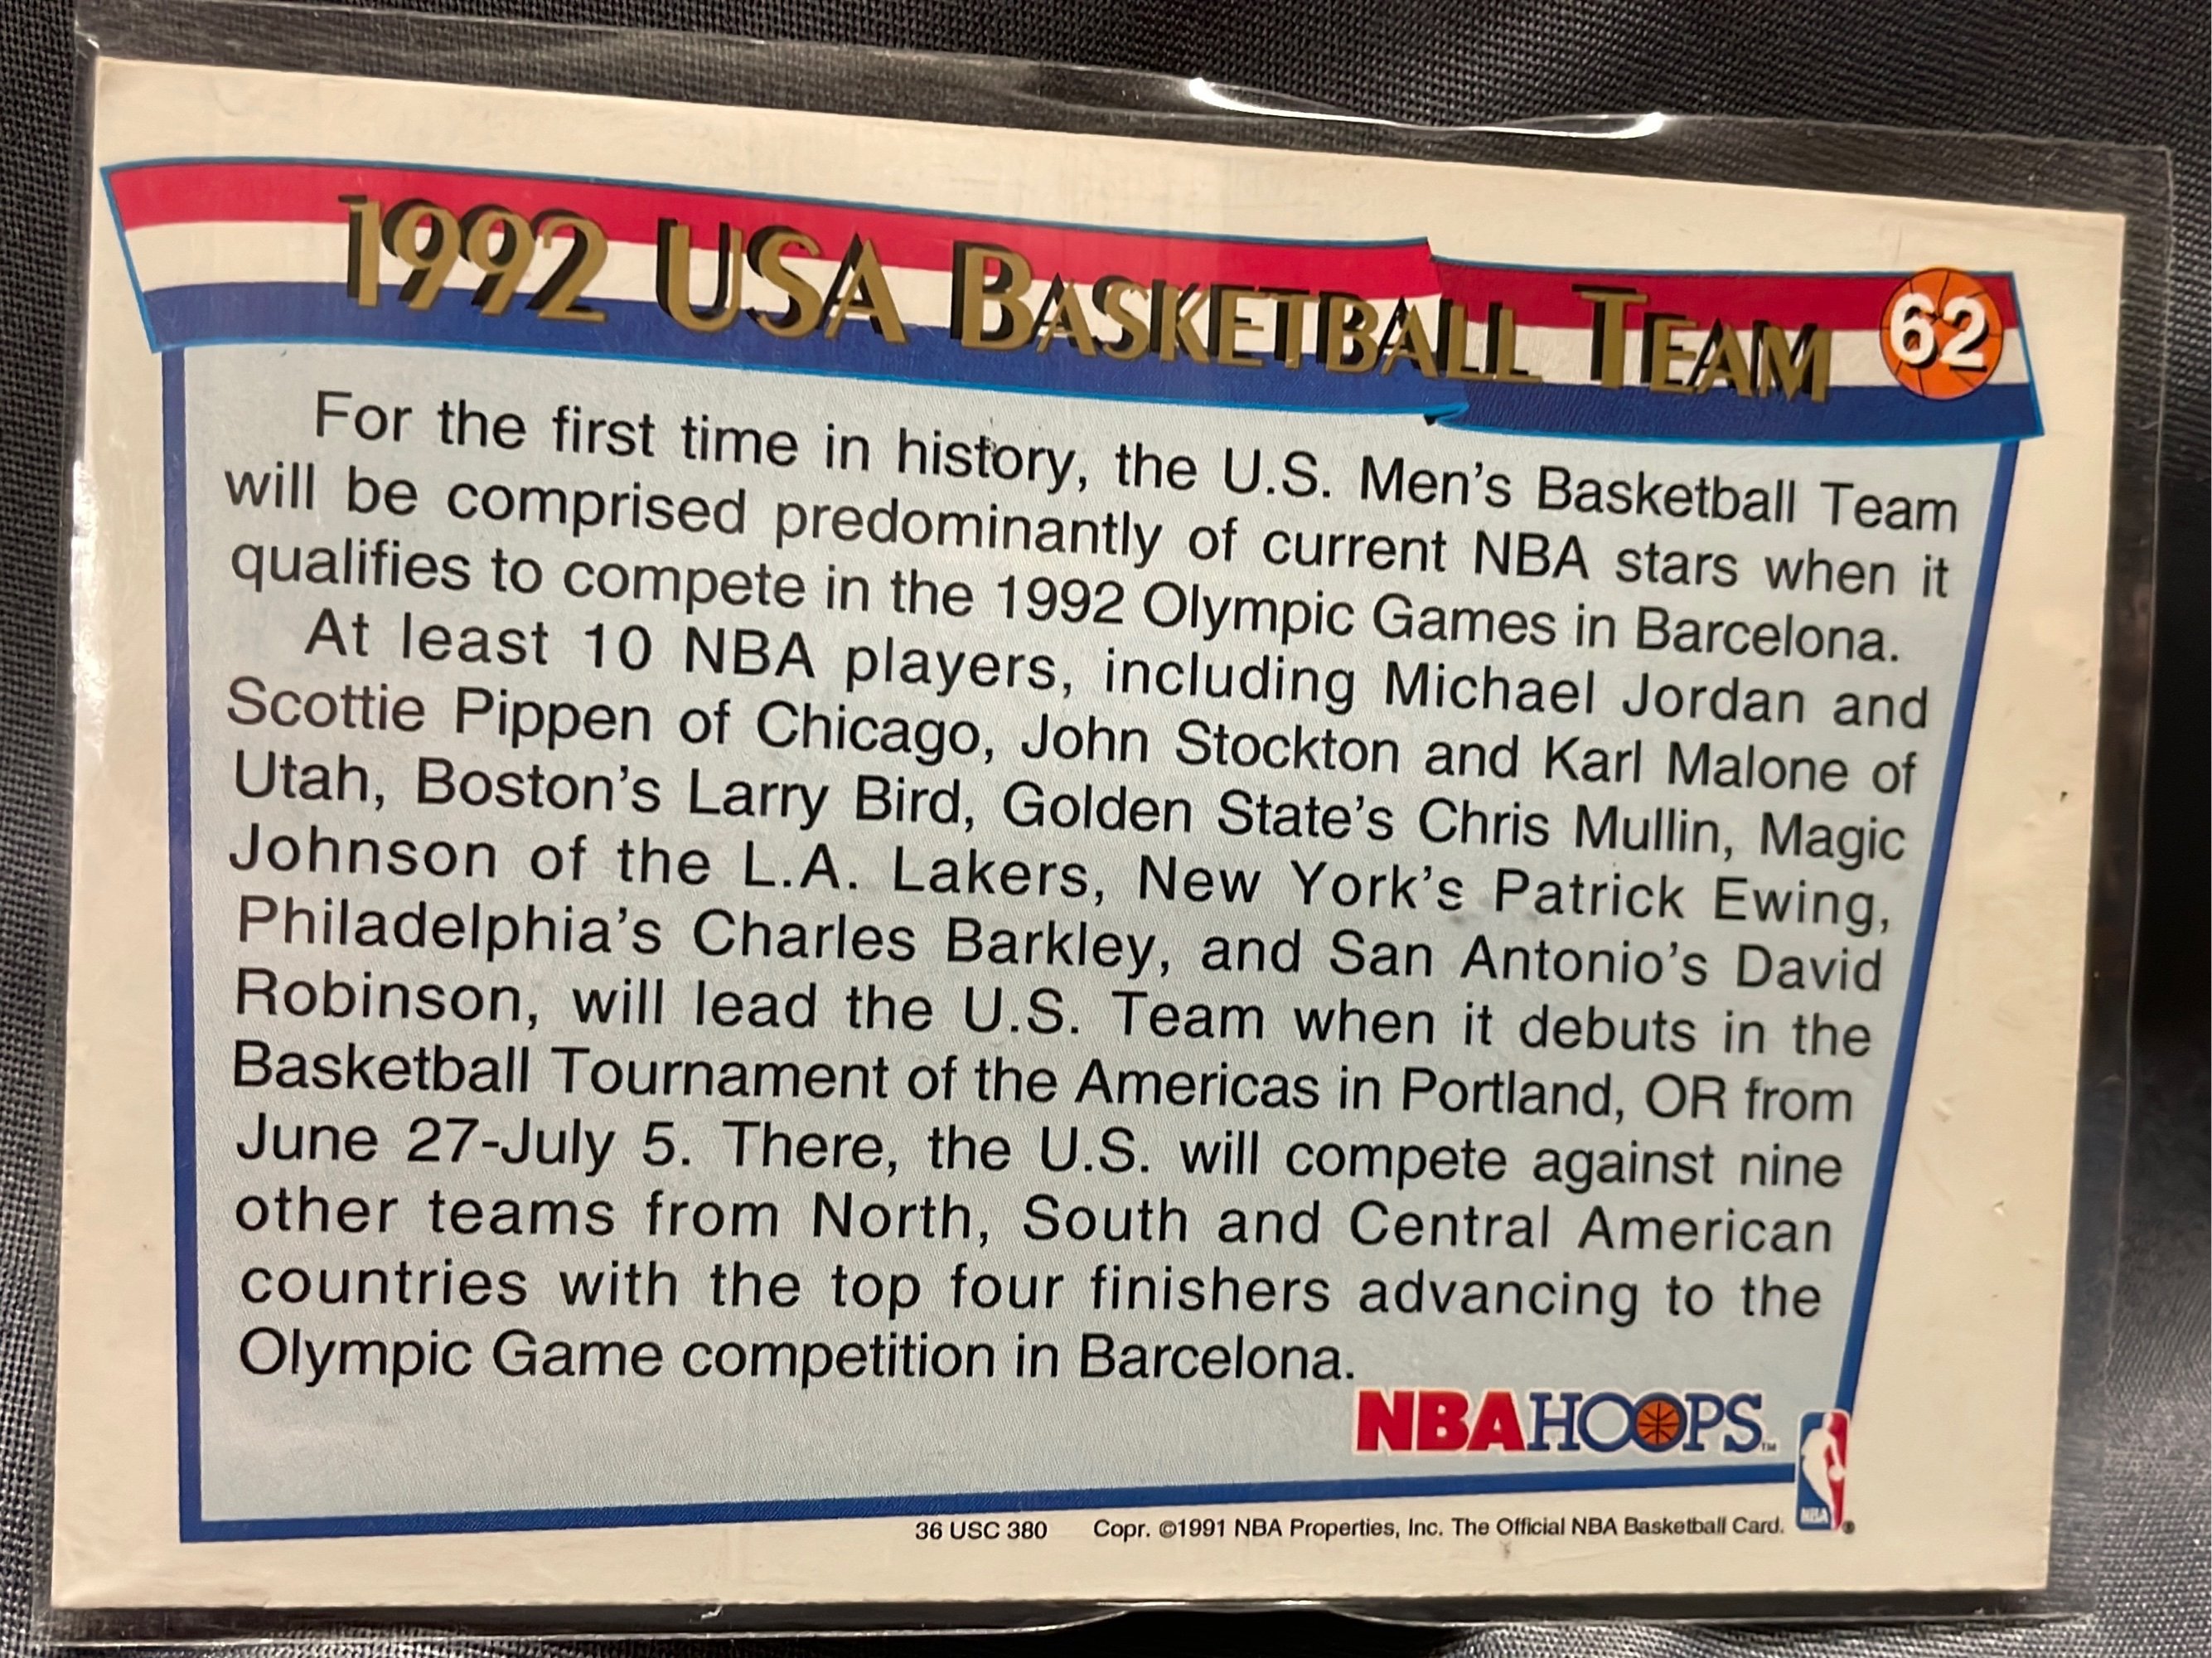 1992 USA BASKETBALL TEAM 62
For the first time in history, the U.S. Men's Basketball Team
will be comprised predominantly of current NBA stars when it
qualifies to compete in the 1992 Olympic Games in Barcelona.
At least 10 NBA players, including Michael Jordan and
Scottie Pippen of Chicago, John Stockton and Karl Malone of
Utah, Boston's Larry Bird, Golden State's Chris Mullin, Magic
Johnson of the L.A. Lakers, New York's Patrick Ewing,
Philadelphia's Charles Barkley, and San Antonio's David
Robinson, will lead the U.S. Team when it debuts in the
Basketball Tournament of the Americas in Portland, OR from
June 27-July 5. There, the U.S. will compete against nine
other teams from North, South and Central American
countries with the top four finishers advancing to the
Olympic Game competition in Barcelona.
NBAHOOPS™
36 USC 380 Copr. ©1991 NBA Properties, Inc. The Official NBA Basketball Card.
NBA ®